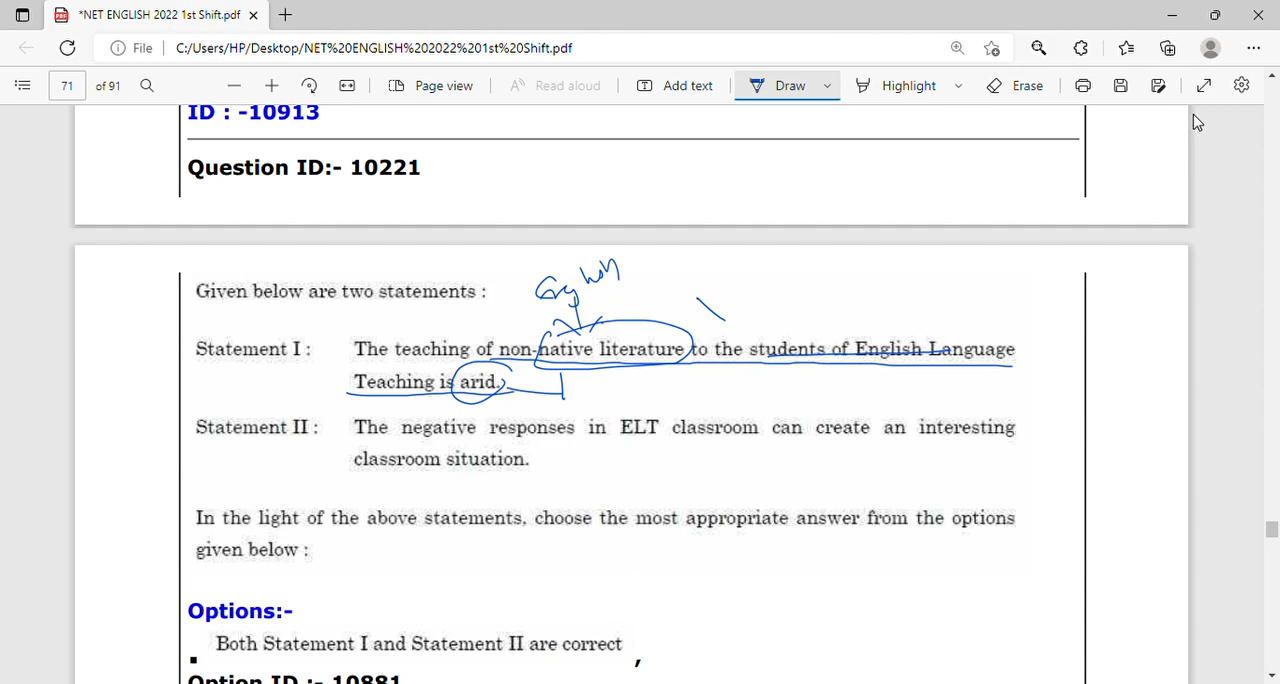 *NET ENGLISH 2022 1st Shift.pdf
File C:/Users/HP/Desktop/NET%20ENGLISH%202022%201st%20Shift.pdf
71 of 91 Page view Read aloud Add text Draw Highlight Erase
ID : -10913
Question ID:- 10221
Given below are two statements :
Statement I : The teaching of non-native literature to the students of English Language
Teaching is arid.
Statement II : The negative responses in ELT classroom can create an interesting
classroom situation.
In the light of the above statements, choose the most appropriate answer from the options
given below :
Options:-
Both Statement I and Statement II are correct
Option ID :- 10881